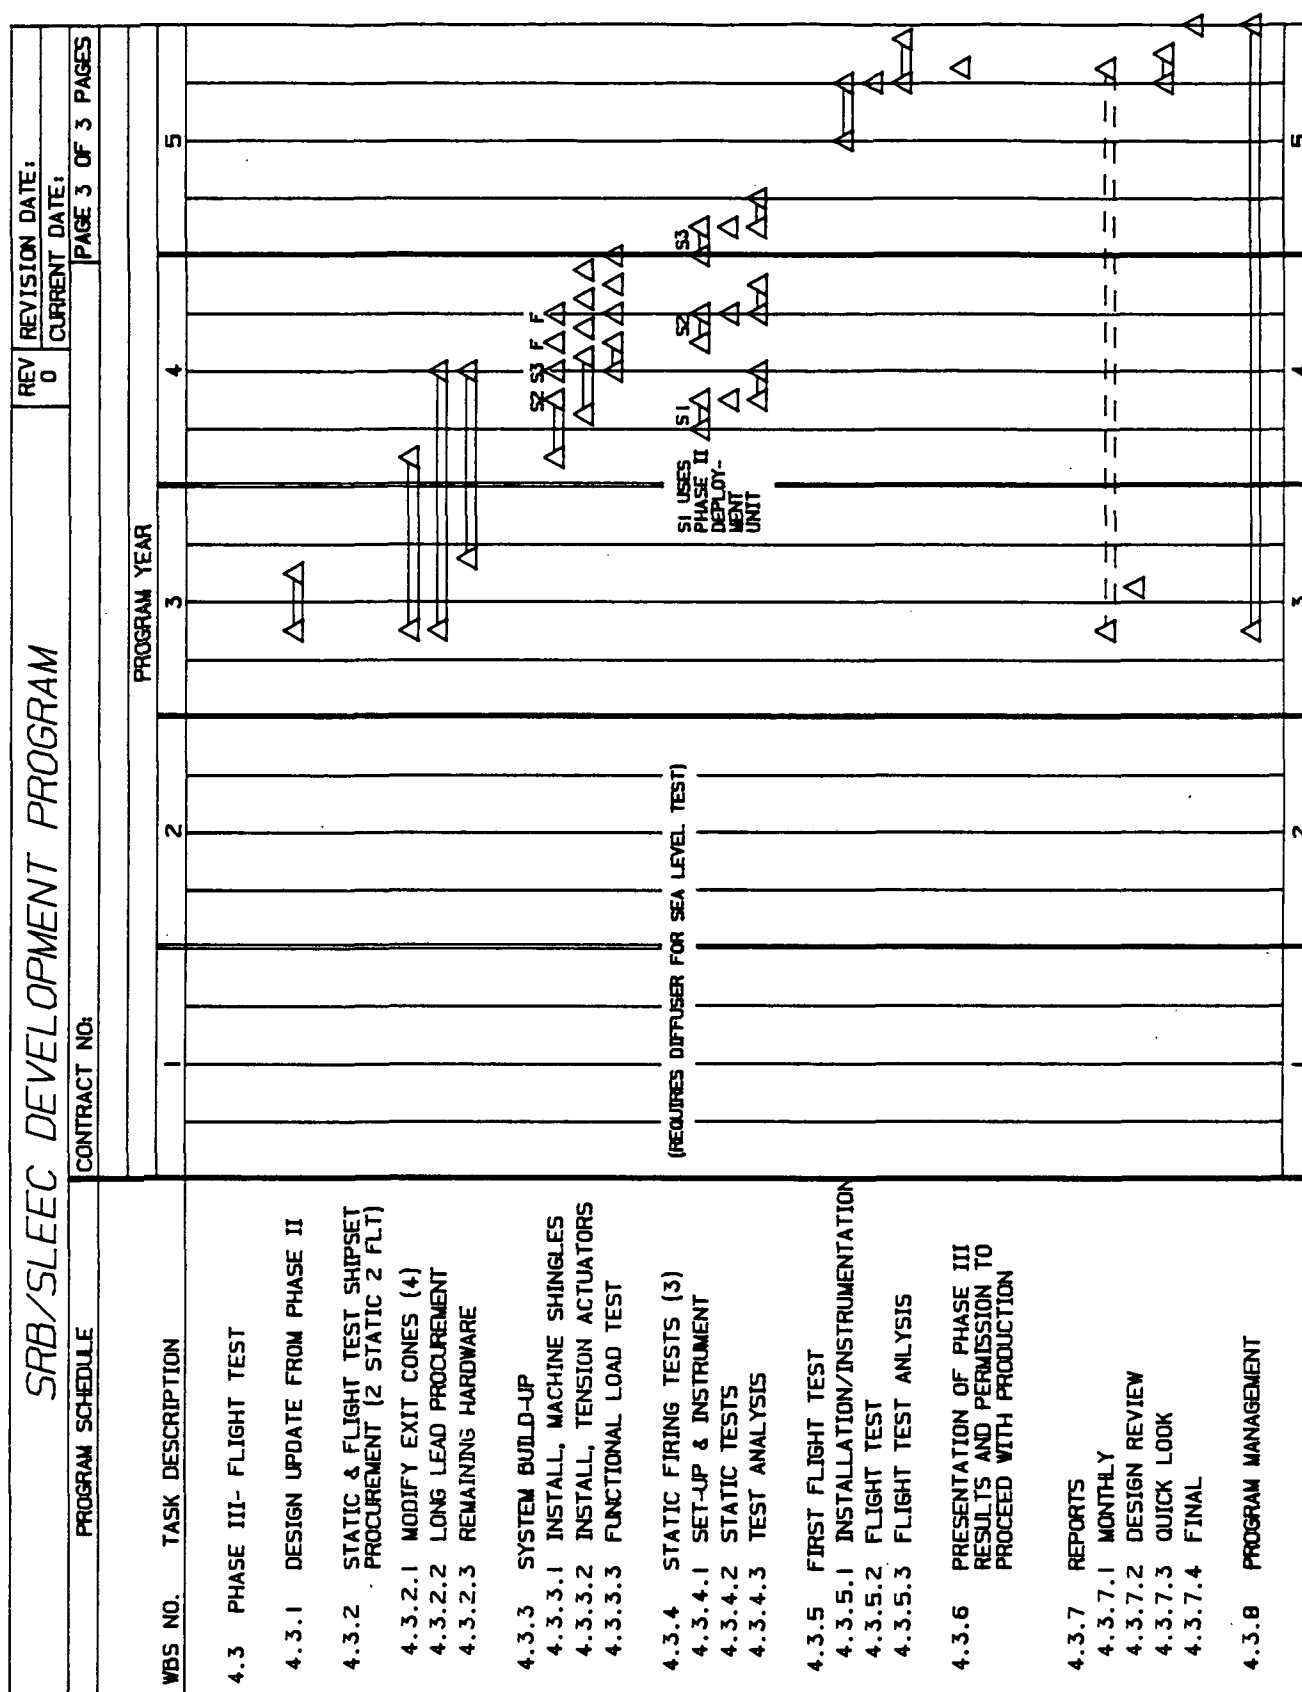 SRB/SLEEC DEVELOPMENT PROGRAM
REV
0
REVISION DATE:
CURRENT DATE:
PROGRAM SCHEDULE
CONTRACT NO:
PAGE 3 OF 3 PAGES
PROGRAM YEAR
WBS NO. TASK DESCRIPTION
1 2 3 4 5
4.3 PHASE III- FLIGHT TEST
4.3.1 DESIGN UPDATE FROM PHASE II
4.3.2 STATIC & FLIGHT TEST SHIPSET
PROCUREMENT (2 STATIC 2 FLT)
4.3.2.1 MODIFY EXIT CONES (4)
4.3.2.2 LONG LEAD PROCUREMENT
4.3.2.3 REMAINING HARDWARE
4.3.3 SYSTEM BUILD-UP
S2 S3 F F
4.3.3.1 INSTALL, MACHINE SHINGLES
4.3.3.2 INSTALL, TENSION ACTUATORS
4.3.3.3 FUNCTIONAL LOAD TEST
4.3.4 STATIC FIRING TESTS (3)
(REQUIRES DIFFUSER FOR SEA LEVEL TEST)
S1 USES
PHASE II
DEPLOY-
MENT
UNIT
S1 S2 S3
4.3.4.1 SET-UP & INSTRUMENT
4.3.4.2 STATIC TESTS
4.3.4.3 TEST ANALYSIS
4.3.5 FIRST FLIGHT TEST
4.3.5.1 INSTALLATION/INSTRUMENTATION
4.3.5.2 FLIGHT TEST
4.3.5.3 FLIGHT TEST ANLYSIS
4.3.6 PRESENTATION OF PHASE III
RESULTS AND PERMISSION TO
PROCEED WITH PRODUCTION
4.3.7 REPORTS
4.3.7.1 MONTHLY
4.3.7.2 DESIGN REVIEW
4.3.7.3 QUICK LOOK
4.3.7.4 FINAL
4.3.8 PROGRAM MANAGEMENT
1 2 3 4 5